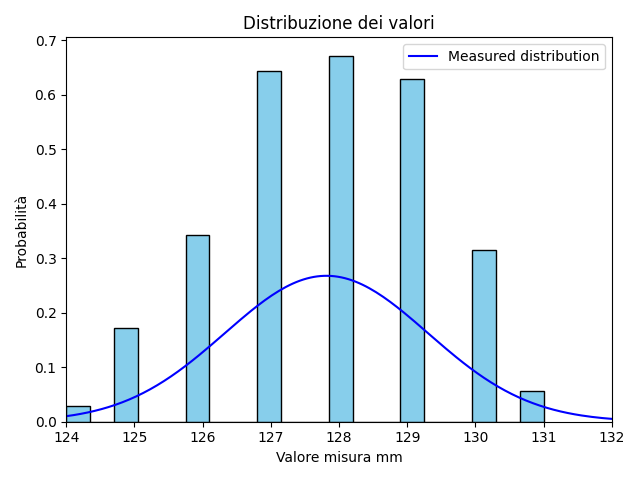 Distribuzione dei valori
Measured distribution
Probabilità
0.7
0.6
0.5
0.4
0.3
0.2
0.1
0.0
124 125 126 127 128 129 130 131 132
Valore misura mm